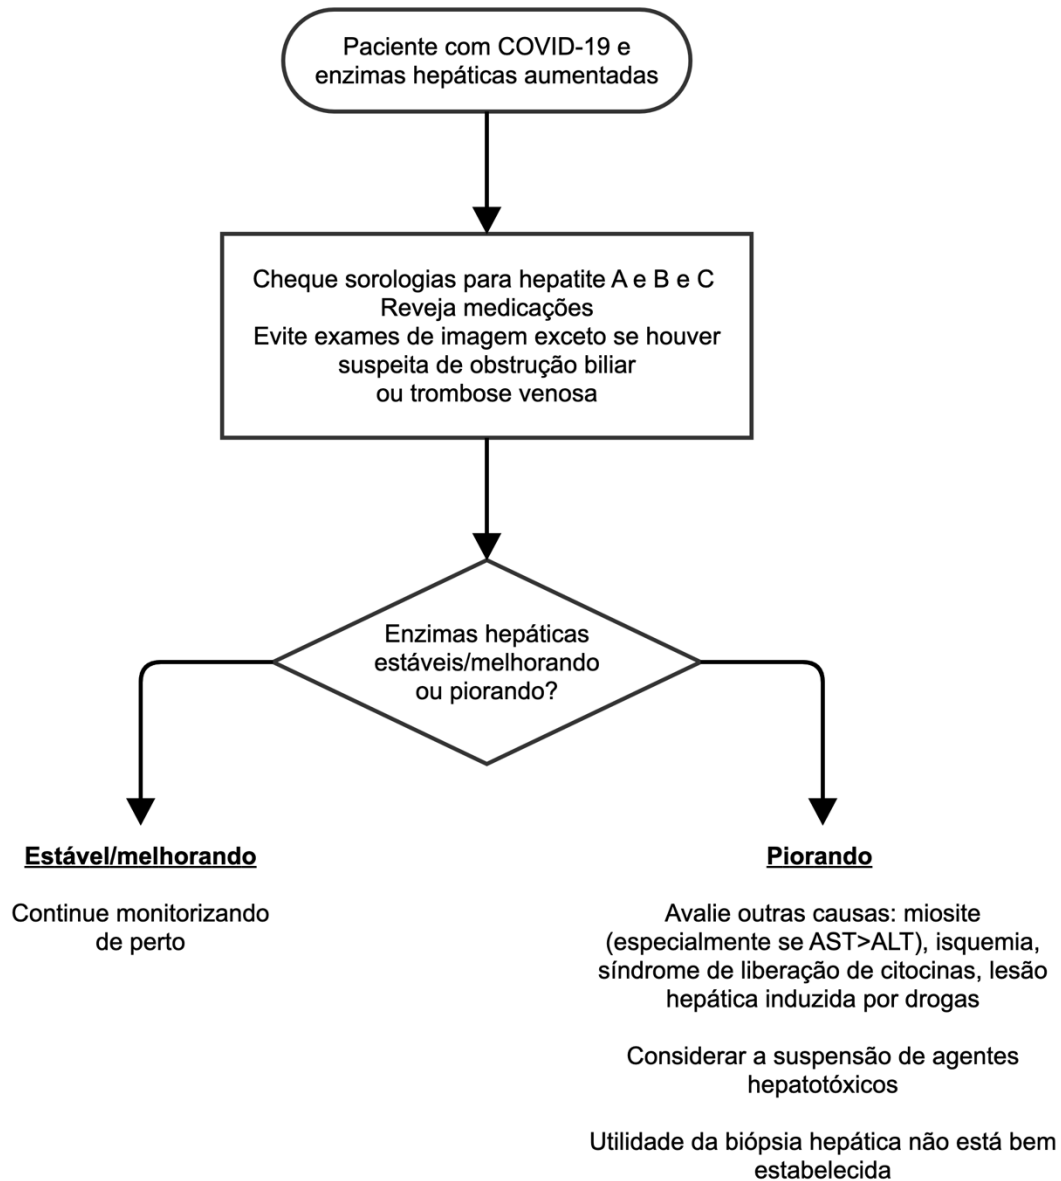 Paciente com COVID-19 e
enzimas hepáticas aumentadas
Cheque sorologias para hepatite A e B e C
Reveja medicações
Evite exames de imagem exceto se houver
suspeita de obstrução biliar
ou trombose venosa
Enzimas hepáticas
estáveis/melhorando
ou piorando?
Estável/melhorando
Continue monitorizando
de perto
Piorando
Avalie outras causas: miosite
(especialmente se AST>ALT), isquemia,
síndrome de liberação de citocinas, lesão
hepática induzida por drogas
Considerar a suspensão de agentes
hepatotóxicos
Utilidade da biópsia hepática não está bem
estabelecida